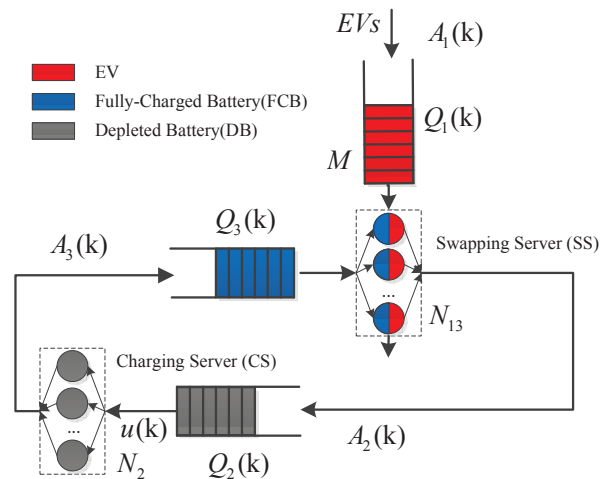 EVs
A₁(k)
EV
Fully-Charged Battery(FCB)
Depleted Battery(DB)
Q₁(k)
M
Q₃(k)
A₃(k)
Swapping Server (SS)
...
N₁₃
Charging Server (CS)
...
u(k)
N₂
Q₂(k)
A₂(k)